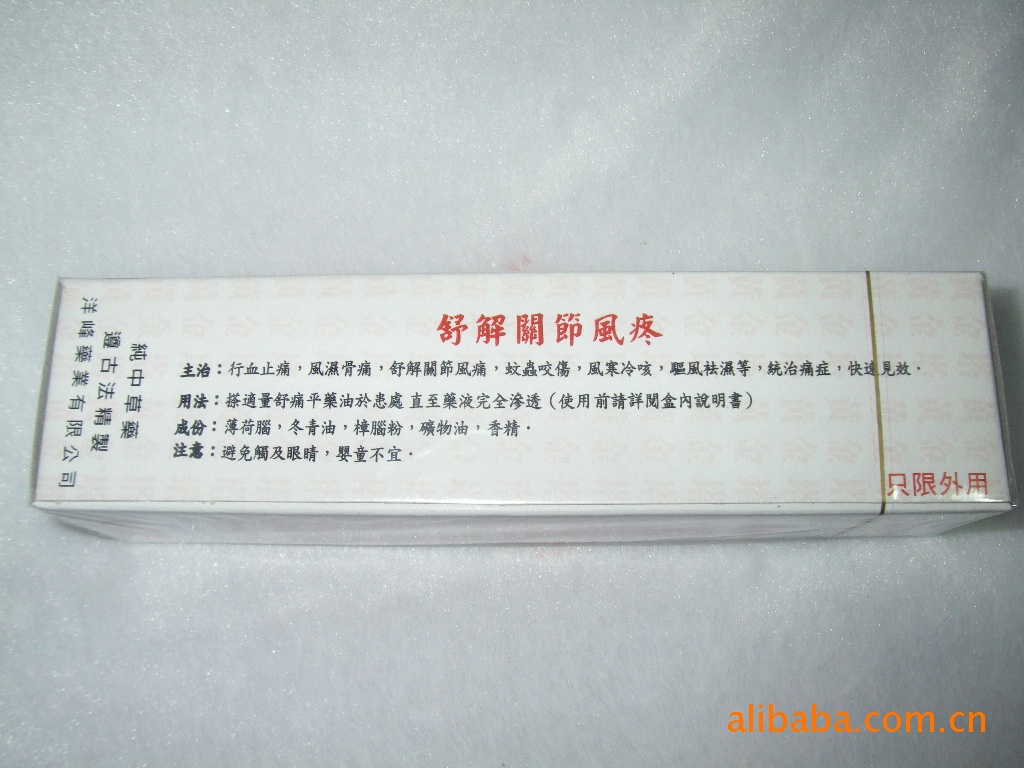 舒解關節風疼
主治：行血止痛，風濕骨痛，舒解關節風痛，蚊蟲咬傷，風寒冷咳，驅風袪濕等，統治痛症，快速見效．
用法：搽適量舒痛平藥油於患處 直至藥液完全滲透（使用前請詳閱盒內說明書）
成份：薄荷腦，冬青油，樟腦粉，礦物油，香精．
注意：避免觸及眼睛，嬰童不宜．
只限外用
純中草藥
遵古法精製
洋峰藥業有限公司
alibaba.com.cn